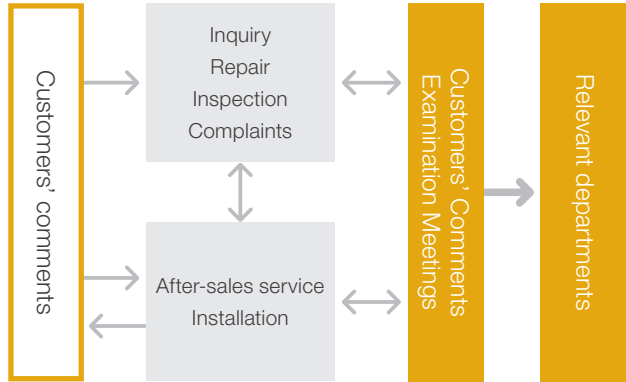 Customers’ comments
Inquiry
Repair
Inspection
Complaints
After-sales service
Installation
Customers’ Comments
Examination Meetings
Relevant departments